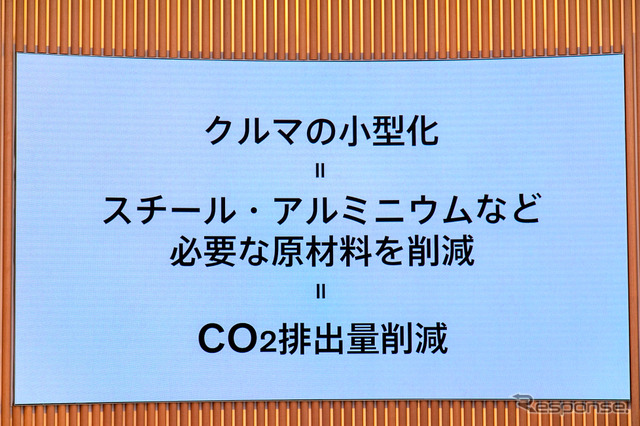 クルマの小型化
=
スチール・アルミニウムなど
必要な原材料を削減
=
CO2排出量削減
Response.